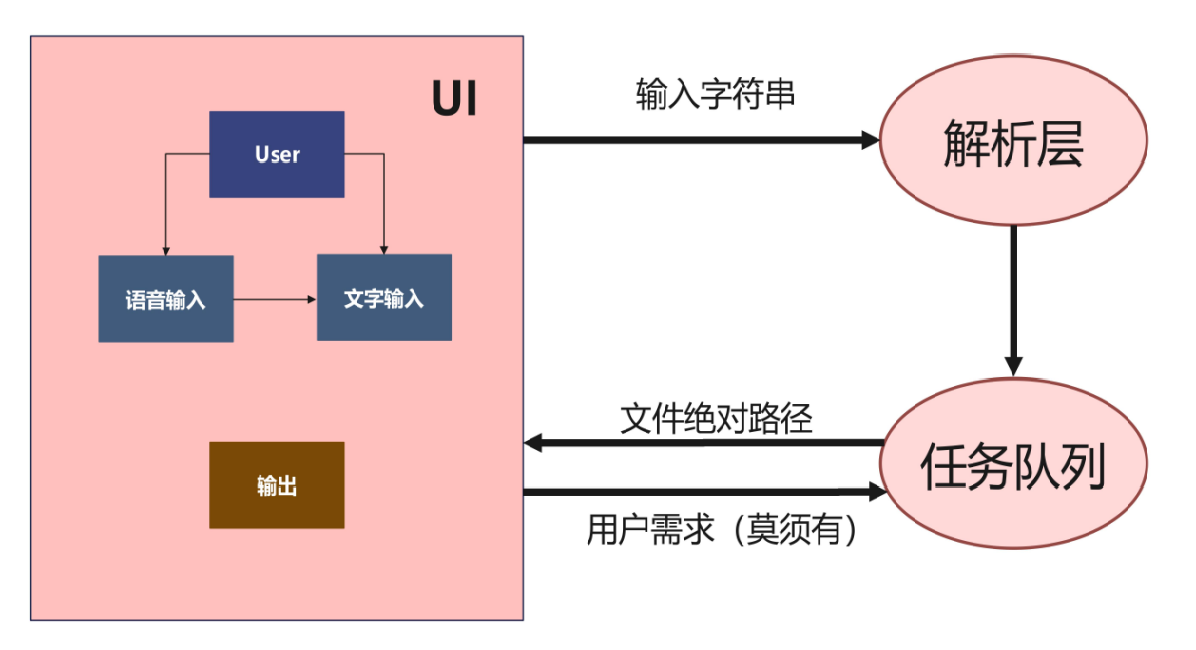 UI
User
语音输入
文字输入
输出
输入字符串
解析层
文件绝对路径
任务队列
用户需求（莫须有）